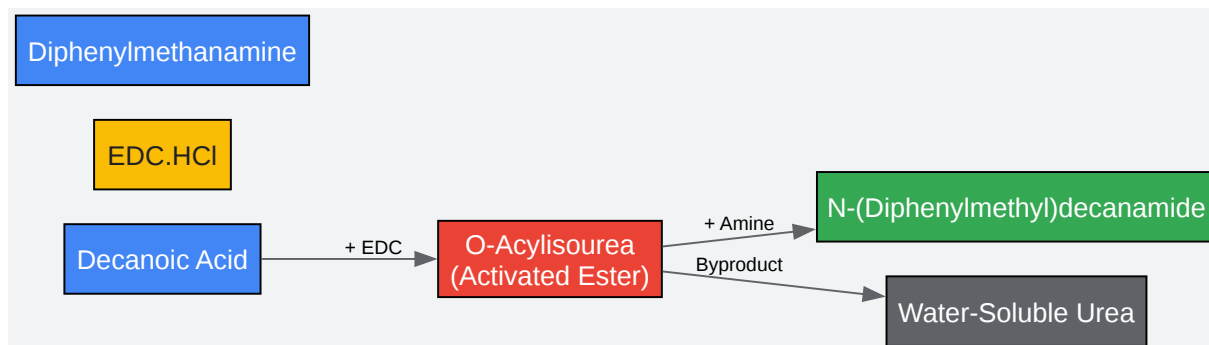 Diphenylmethanamine
EDC.HCl
Decanoic Acid
+ EDC
O-Acylisourea
(Activated Ester)
+ Amine
Byproduct
N-(Diphenylmethyl)decanamide
Water-Soluble Urea